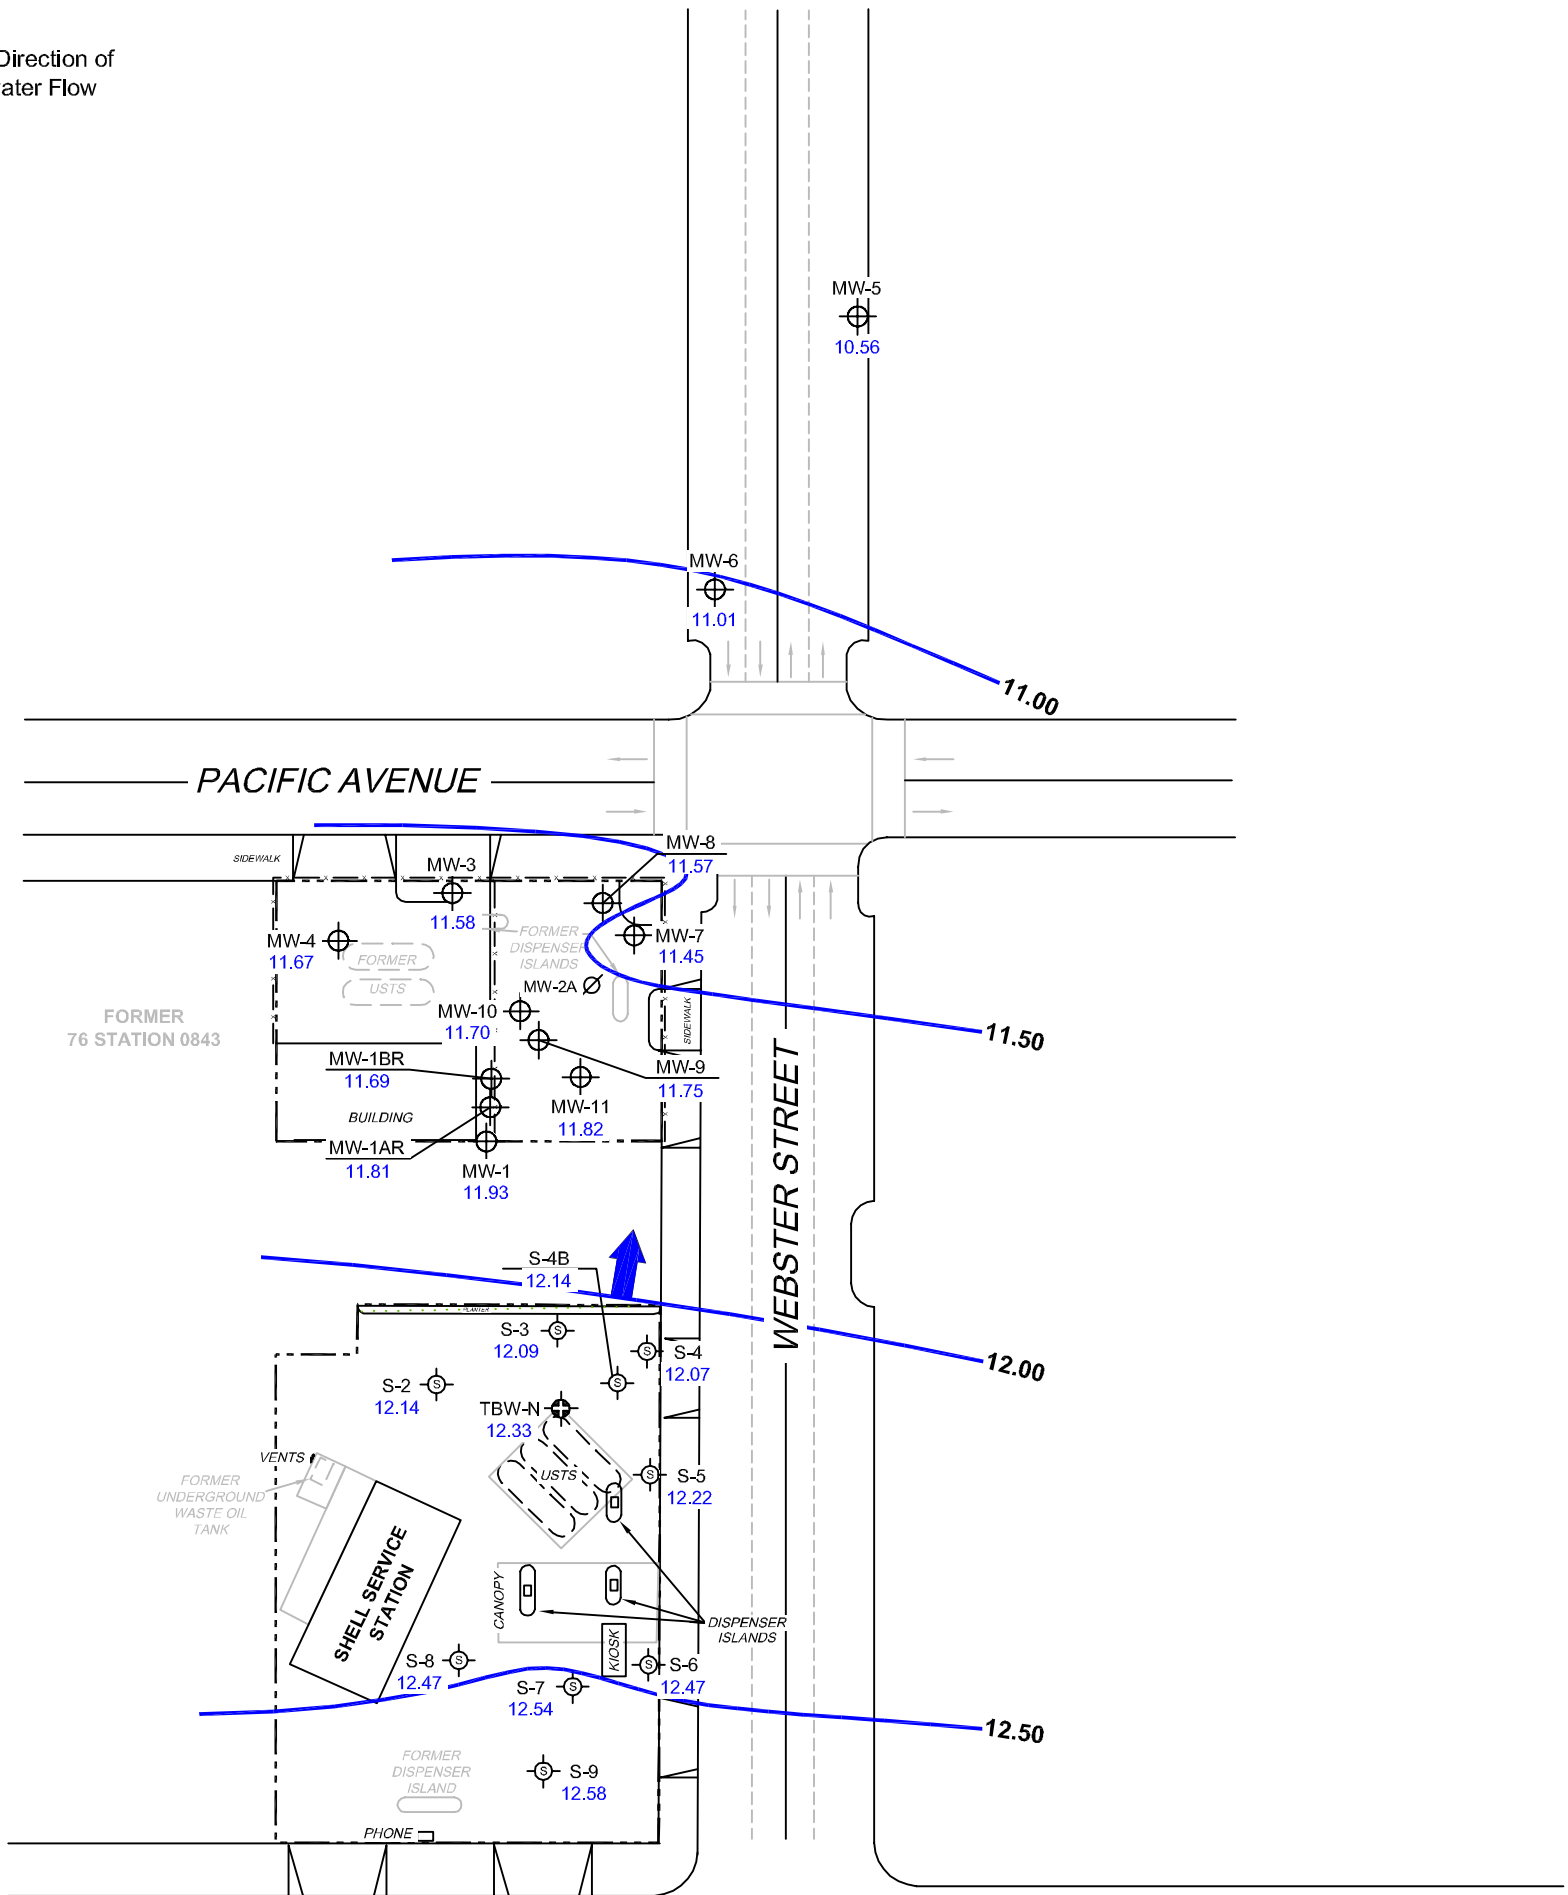 Direction of
ater Flow
MW-5
10.56
MW-6
11.01
11.00
PACIFIC AVENUE
SIDEWALK
MW-8
11.57
MW-3
11.58
MW-4
11.67
FORMER
USTS
FORMER
DISPENSER
ISLANDS
MW-7
11.45
MW-2A
MW-10
11.70
SIDEWALK
11.50
FORMER
76 STATION 0843
MW-1BR
11.69
MW-9
11.75
BUILDING
MW-11
11.82
MW-1AR
11.81
MW-1
11.93
WEBSTER STREET
S-4B
12.14
PLANTER
S-3
12.09
S-4
12.07
12.00
S-2
12.14
TBW-N
12.33
VENTS
USTS
S-5
12.22
FORMER
UNDERGROUND
WASTE OIL
TANK
SHELL SERVICE
STATION
CANOPY
DISPENSER
ISLANDS
KIOSK
S-8
12.47
S-6
12.47
S-7
12.54
12.50
FORMER
DISPENSER
ISLAND
S-9
12.58
PHONE
S
S
S
S
S
S
S
S
S